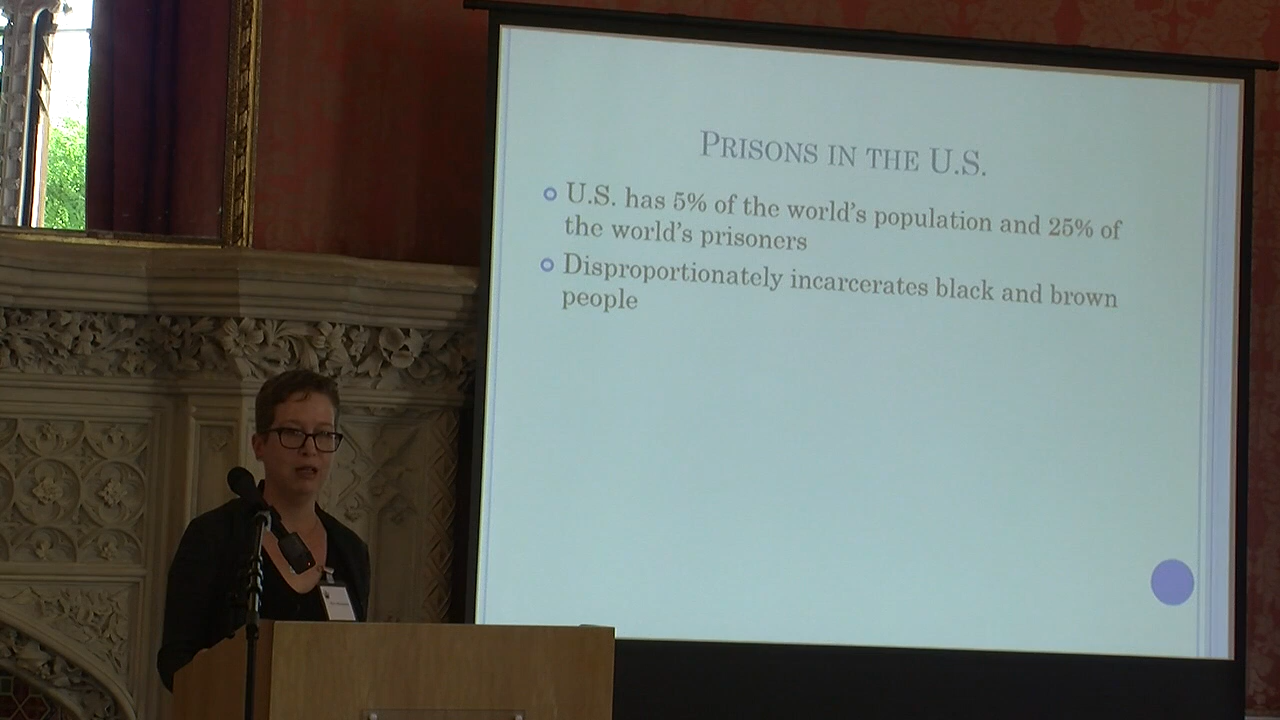 PRISONS IN THE U.S.
U.S. has 5% of the world's population and 25% of
the world's prisoners
Disproportionately incarcerates black and brown
people